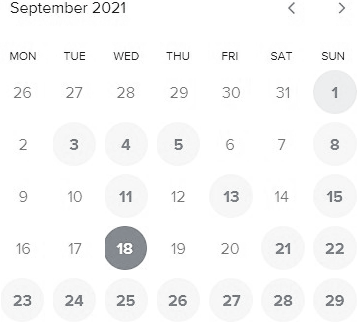 September 2021 < >
MON TUE WED THU FRI SAT SUN
26 27 28 29 30 31 1
2 3 4 5 6 7 8
9 10 11 12 13 14 15
16 17 18 19 20 21 22
23 24 25 26 27 28 29